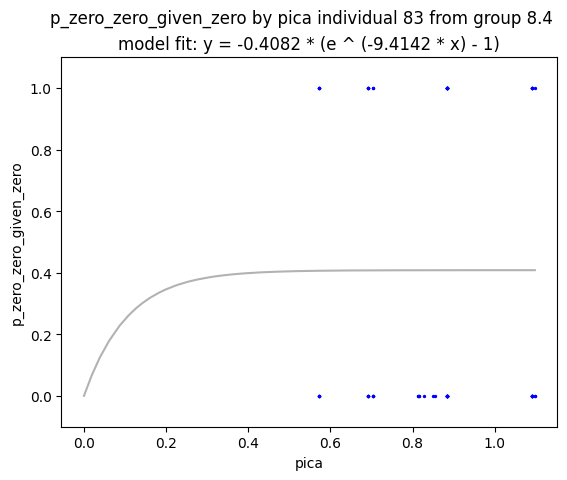 p_zero_zero_given_zero by pica individual 83 from group 8.4
model fit: y = -0.4082 * (e ^ (-9.4142 * x) - 1)
p_zero_zero_given_zero
1.0
0.8
0.6
0.4
0.2
0.0
0.0 0.2 0.4 0.6 0.8 1.0
pica